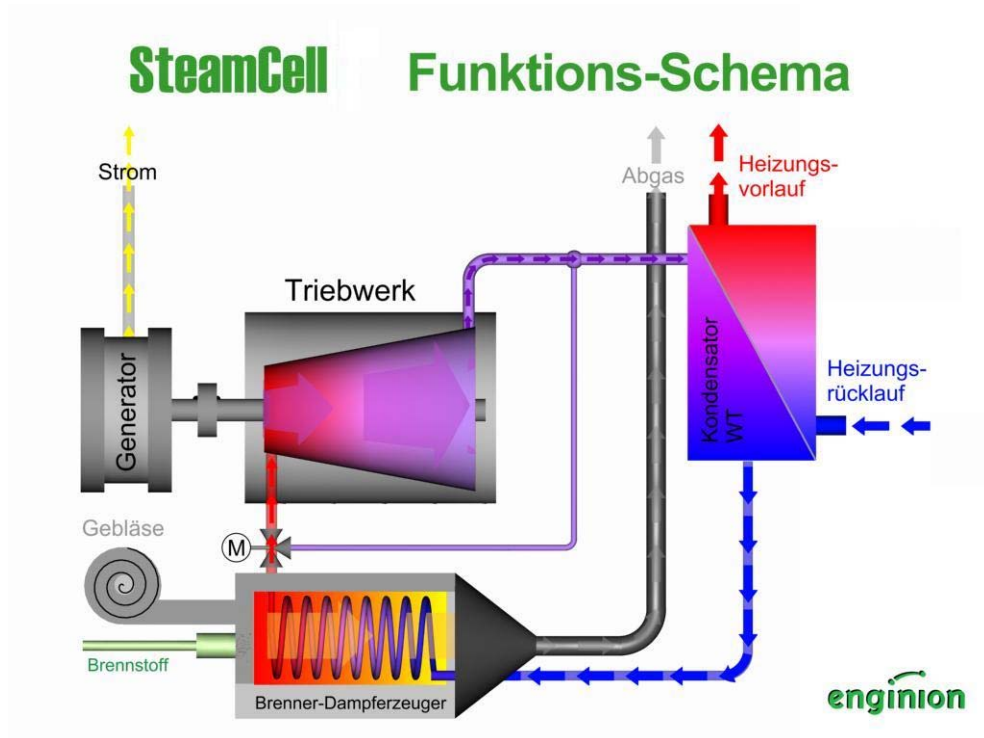 SteamCell Funktions-Schema
Strom
Abgas
Heizungs-
vorlauf
Triebwerk
Generator
Kondensator
WT
Heizungs-
rücklauf
Gebläse
M
Brennstoff
Brenner-Dampferzeuger
enginion